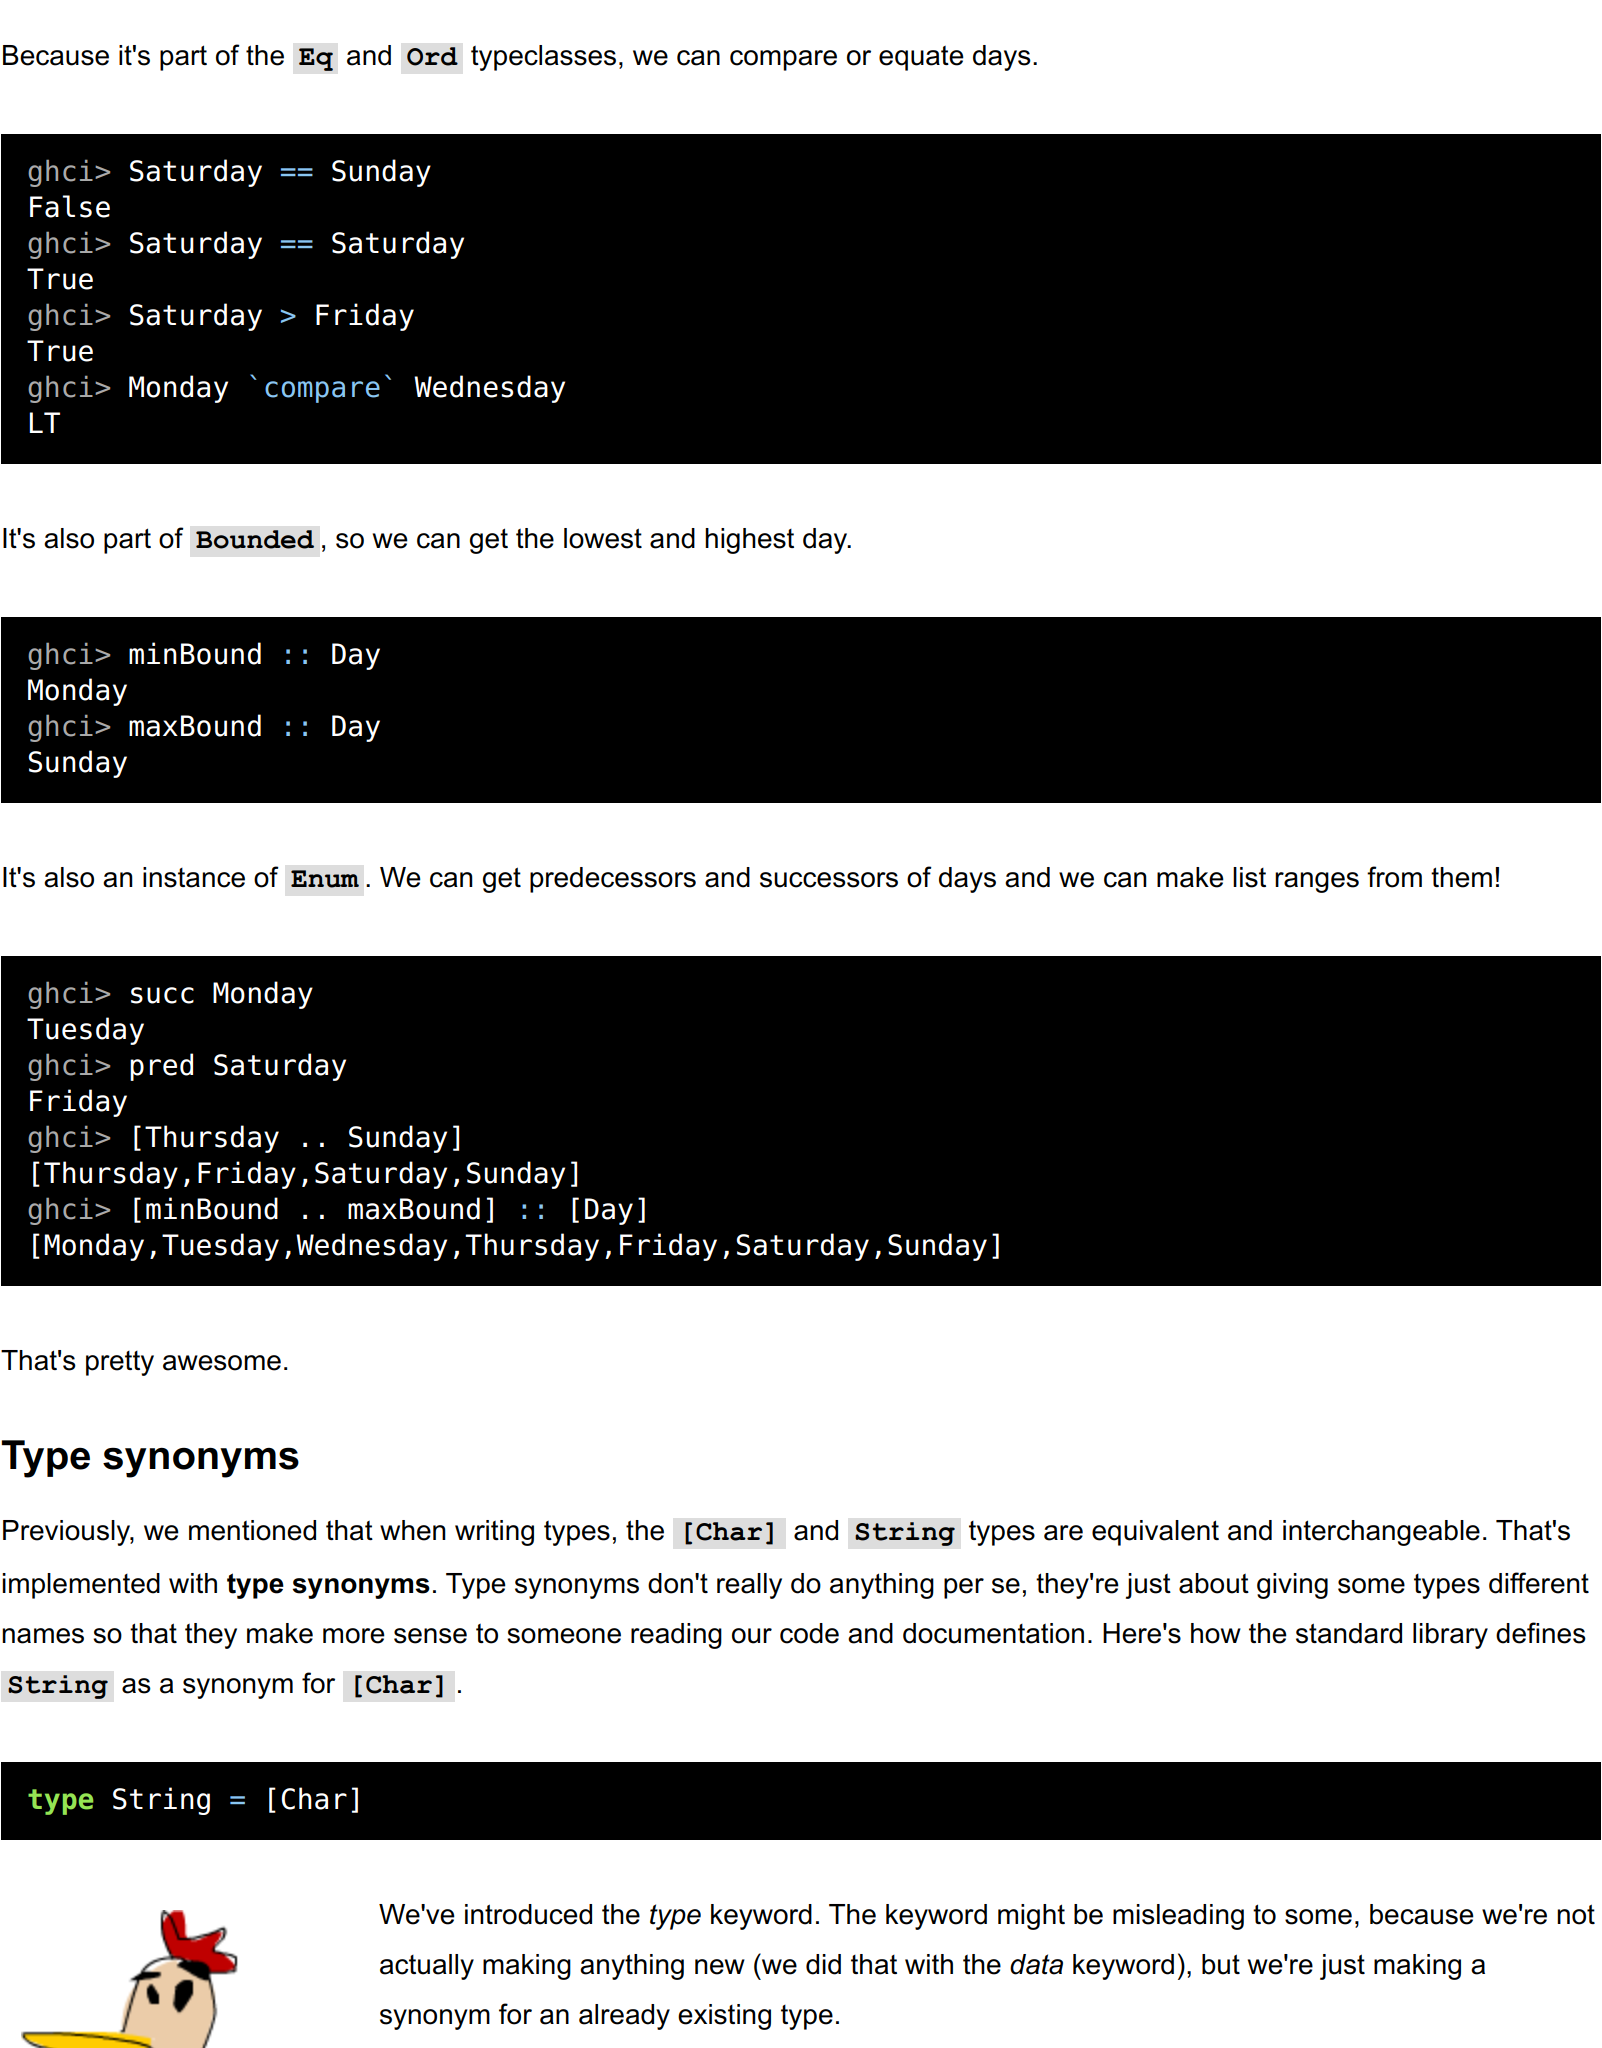 Because it's part of the Eq and Ord typeclasses, we can compare or equate days.
ghci> Saturday == Sunday
False
ghci> Saturday == Saturday
True
ghci> Saturday > Friday
True
ghci> Monday `compare` Wednesday
LT
It's also part of Bounded, so we can get the lowest and highest day.
ghci> minBound :: Day
Monday
ghci> maxBound :: Day
Sunday
It's also an instance of Enum. We can get predecessors and successors of days and we can make list ranges from them!
ghci> succ Monday
Tuesday
ghci> pred Saturday
Friday
ghci> [Thursday .. Sunday]
[Thursday,Friday,Saturday,Sunday]
ghci> [minBound .. maxBound] :: [Day]
[Monday,Tuesday,Wednesday,Thursday,Friday,Saturday,Sunday]
That's pretty awesome.
Type synonyms
Previously, we mentioned that when writing types, the [Char] and String types are equivalent and interchangeable. That's
implemented with type synonyms. Type synonyms don't really do anything per se, they're just about giving some types different
names so that they make more sense to someone reading our code and documentation. Here's how the standard library defines
String as a synonym for [Char].
type String = [Char]
We've introduced the type keyword. The keyword might be misleading to some, because we're not
actually making anything new (we did that with the data keyword), but we're just making a
synonym for an already existing type.